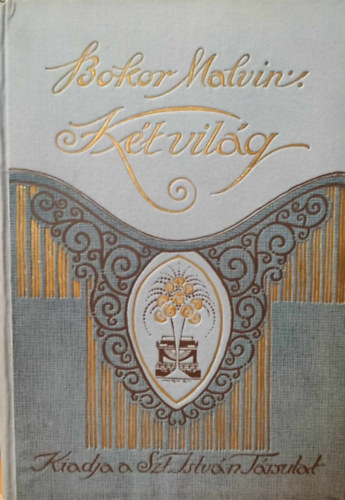 Bokor Malvin:
Két világ
Kiadja a Szt. István Társulat